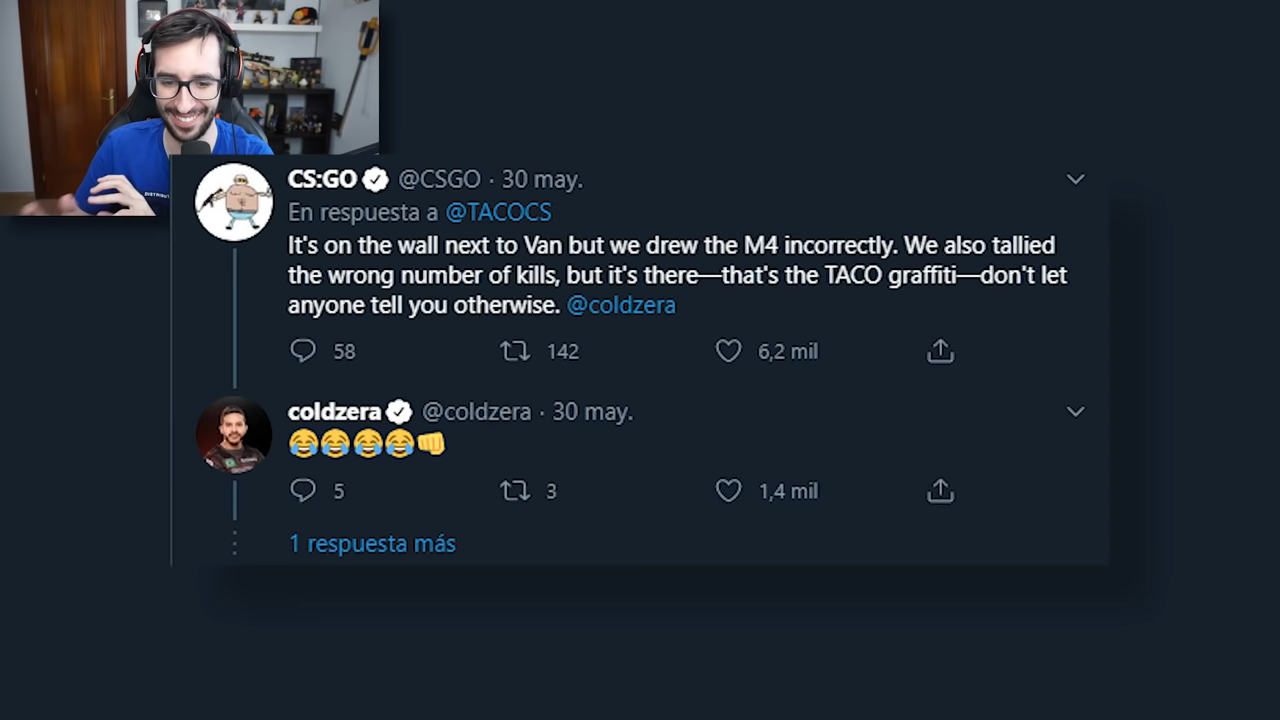 CS:GO @CSGO · 30 may.
En respuesta a @TACOCS
It's on the wall next to Van but we drew the M4 incorrectly. We also tallied
the wrong number of kills, but it's there—that's the TACO graffiti—don't let
anyone tell you otherwise. @coldzera
58 142 6,2 mil
coldzera @coldzera · 30 may.
😂😂😂😂👊
5 3 1,4 mil
1 respuesta más